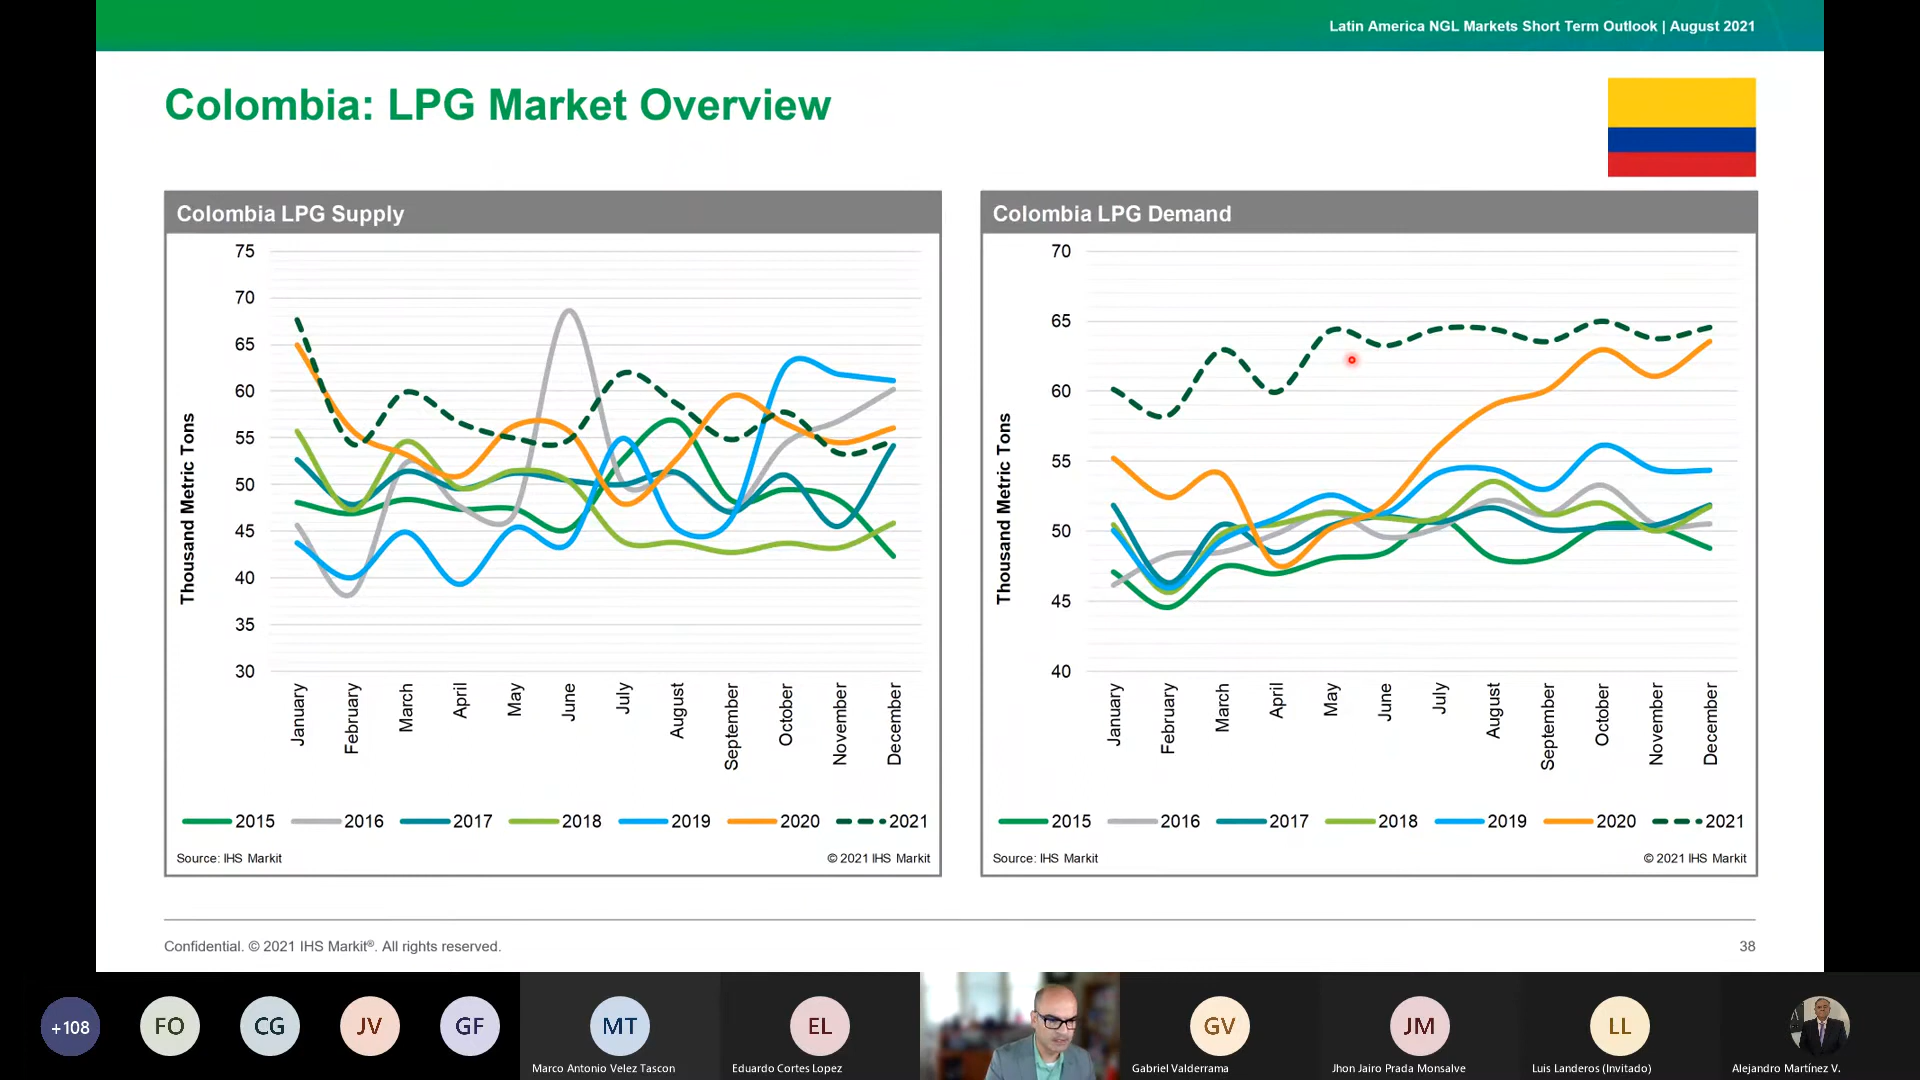 Latin America NGL Markets Short Term Outlook | August 2021
Colombia: LPG Market Overview
Colombia LPG Supply
75
70
65
60
55
50
45
40
35
30
Thousand Metric Tons
January
February
March
April
May
June
July
August
September
October
November
December
2015
2016
2017
2018
2019
2020
2021
Source: IHS Markit
© 2021 IHS Markit
Colombia LPG Demand
70
65
60
55
50
45
40
Thousand Metric Tons
January
February
March
April
May
June
July
August
September
October
November
December
2015
2016
2017
2018
2019
2020
2021
Source: IHS Markit
© 2021 IHS Markit
Confidential. © 2021 IHS Markit®. All rights reserved.
38
+108
FO
CG
JV
GF
MT
Marco Antonio Velez Tascon
EL
Eduardo Cortes Lopez
GV
Gabriel Valderrama
JM
Jhon Jairo Prada Monsalve
LL
Luis Landeros (Invitado)
Alejandro Martínez V.